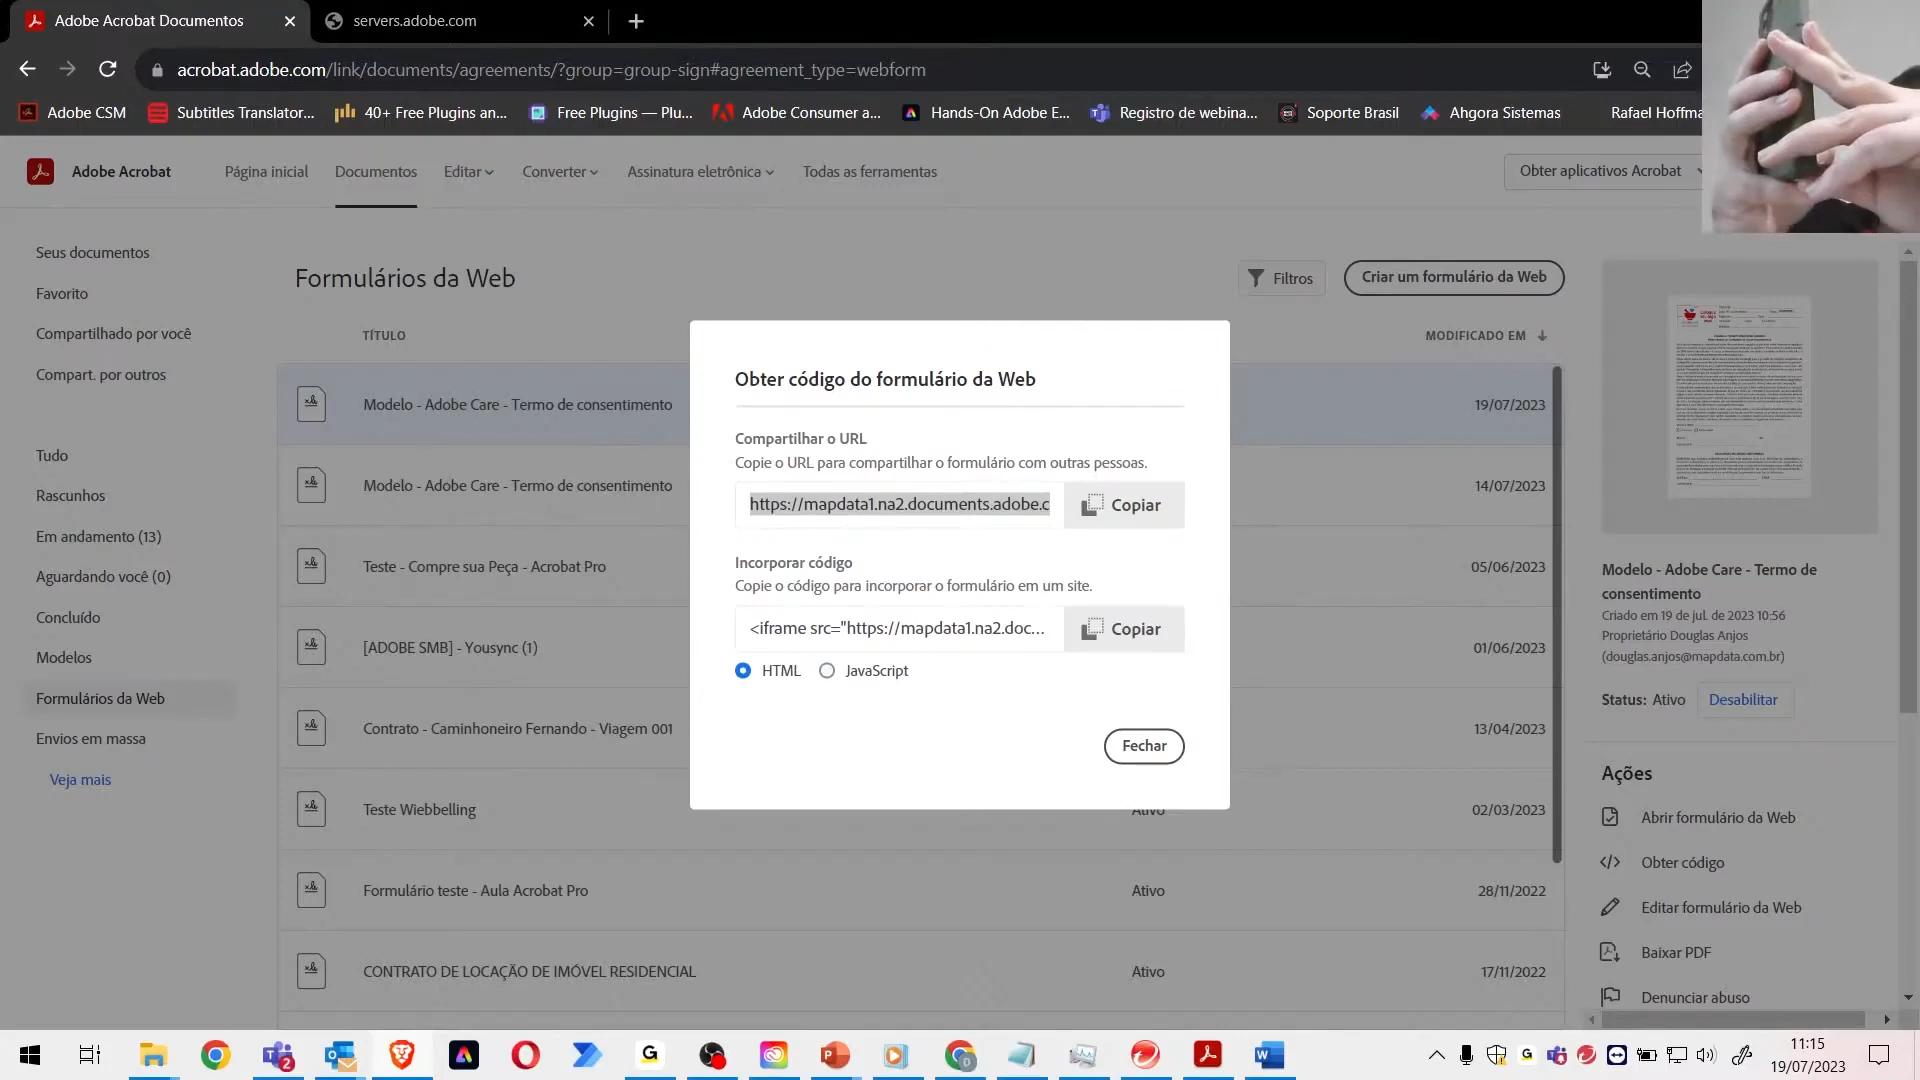 Adobe Acrobat Documentos
servers.adobe.com
acrobat.adobe.com/link/documents/agreements/?group=group-sign#agreement_type=webform
Adobe CSM
Subtitles Translator...
40+ Free Plugins an...
Free Plugins — Plu...
Adobe Consumer a...
Hands-On Adobe E...
Registro de webina...
Soporte Brasil
Ahgora Sistemas
Rafael Hoffma
Adobe Acrobat
Página inicial
Documentos
Editar
Converter
Assinatura eletrônica
Todas as ferramentas
Obter aplicativos Acrobat
Seus documentos
Favorito
Compartilhado por você
Compart. por outros
Tudo
Rascunhos
Em andamento (13)
Aguardando você (0)
Concluído
Modelos
Formulários da Web
Envios em massa
Veja mais
Formulários da Web
Filtros
Criar um formulário da Web
TÍTULO
MODIFICADO EM
Modelo - Adobe Care - Termo de consentimento
19/07/2023
Modelo - Adobe Care - Termo de consentimento
14/07/2023
Teste - Compre sua Peça - Acrobat Pro
05/06/2023
[ADOBE SMB] - Yousync (1)
01/06/2023
Contrato - Caminhoneiro Fernando - Viagem 001
13/04/2023
Teste Wiebbelling
Ativo
02/03/2023
Formulário teste - Aula Acrobat Pro
Ativo
28/11/2022
CONTRATO DE LOCAÇÃO DE IMÓVEL RESIDENCIAL
Ativo
17/11/2022
Obter código do formulário da Web
Compartilhar o URL
Copie o URL para compartilhar o formulário com outras pessoas.
https://mapdata1.na2.documents.adobe.c
Copiar
Incorporar código
Copie o código para incorporar o formulário em um site.
<iframe src="https://mapdata1.na2.doc...
Copiar
HTML
JavaScript
Fechar
Modelo - Adobe Care - Termo de
consentimento
Criado em 19 de jul. de 2023 10:56
Proprietário Douglas Anjos
(douglas.anjos@mapdata.com.br)
Status: Ativo
Desabilitar
Ações
Abrir formulário da Web
Obter código
Editar formulário da Web
Baixar PDF
Denunciar abuso
11:15
19/07/2023